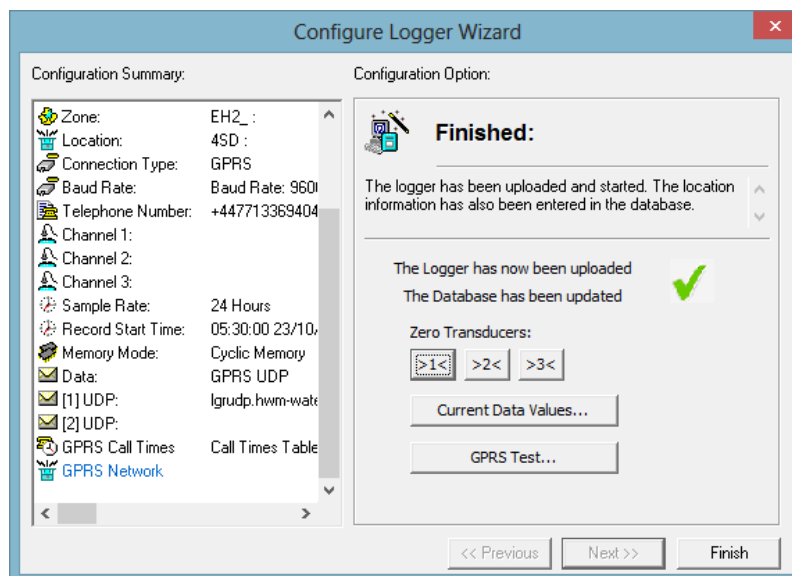 Configure Logger Wizard
Configuration Summary:
Configuration Option:
Zone: EH2_ :
Location: 4SD :
Connection Type: GPRS
Baud Rate: Baud Rate: 960
Telephone Number: +447713369404
Channel 1:
Channel 2:
Channel 3:
Sample Rate: 24 Hours
Record Start Time: 05:30:00 23/10/
Memory Mode: Cyclic Memory
Data: GPRS UDP
[1] UDP: lgrudp.hwm-wate
[2] UDP:
GPRS Call Times Call Times Table
GPRS Network
Finished:
The logger has been uploaded and started. The location
information has also been entered in the database.
The Logger has now been uploaded
The Database has been updated
Zero Transducers:
>1< >2< >3<
Current Data Values...
GPRS Test...
<< Previous Next >> Finish